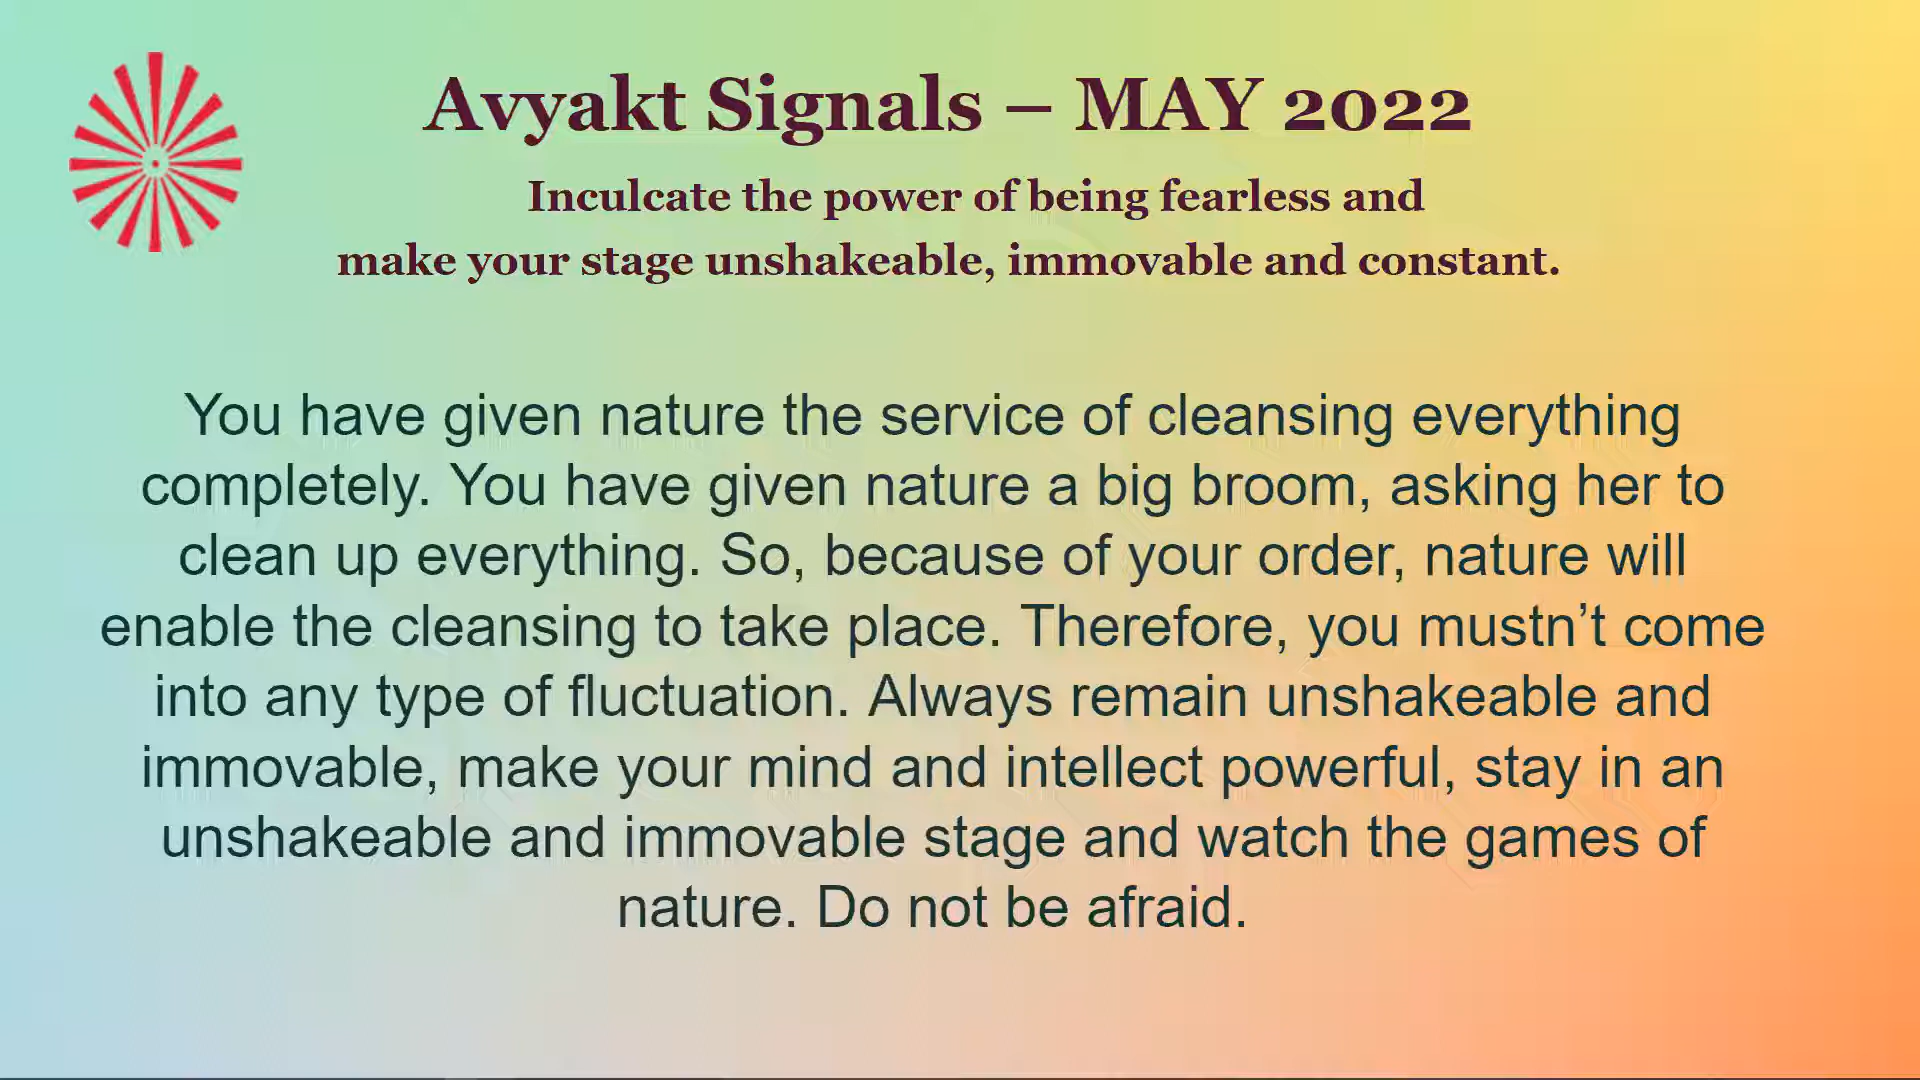 Avyakt Signals – MAY 2022
Inculcate the power of being fearless and
make your stage unshakeable, immovable and constant.
You have given nature the service of cleansing everything
completely. You have given nature a big broom, asking her to
clean up everything. So, because of your order, nature will
enable the cleansing to take place. Therefore, you mustn’t come
into any type of fluctuation. Always remain unshakeable and
immovable, make your mind and intellect powerful, stay in an
unshakeable and immovable stage and watch the games of
nature. Do not be afraid.